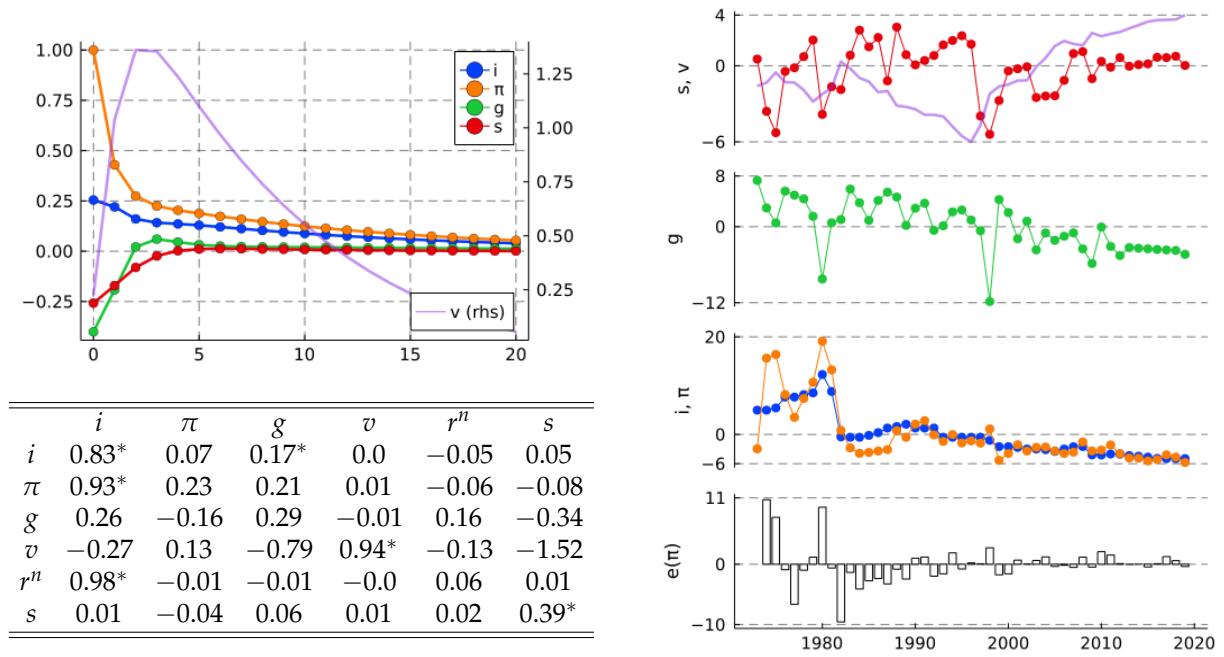 1.00
0.75
0.50
0.25
0.00
−0.25
0
5
10
15
20
1.25
1.00
0.75
0.50
0.25
i
π
g
s
v (rhs)
i π g v rⁿ s
i 0.83* 0.07 0.17* 0.0 −0.05 0.05
π 0.93* 0.23 0.21 0.01 −0.06 −0.08
g 0.26 −0.16 0.29 −0.01 0.16 −0.34
v −0.27 0.13 −0.79 0.94* −0.13 −1.52
rⁿ 0.98* −0.01 −0.01 −0.0 0.06 0.01
s 0.01 −0.04 0.06 0.01 0.02 0.39*
s, v
4
0
−6
g
8
0
−12
i, π
20
0
−6
e(π)
11
0
−10
1980
1990
2000
2010
2020